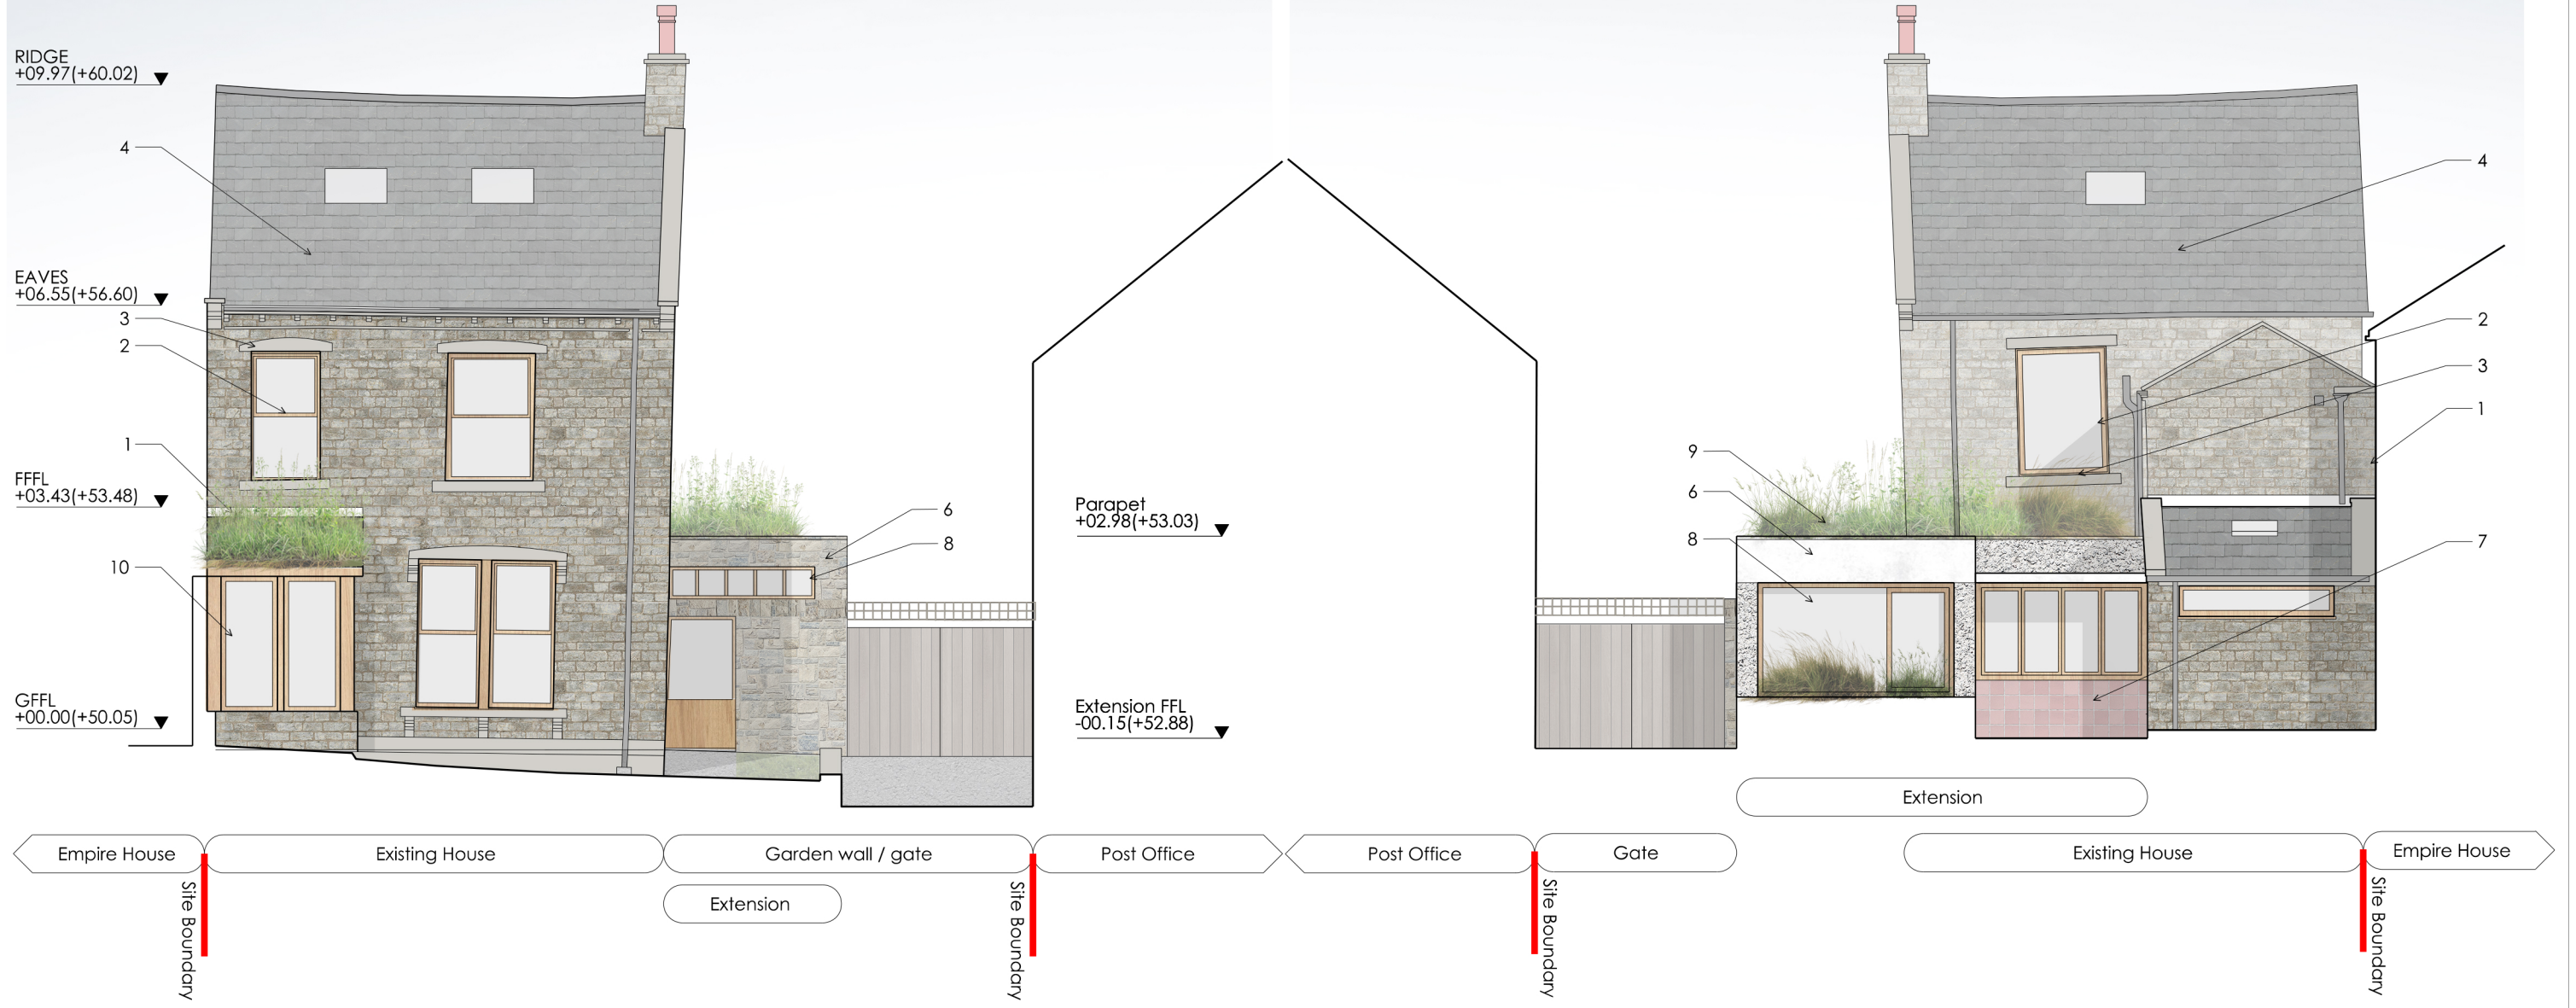 RIDGE
+09.97(+60.02)
4
EAVES
+06.55(+56.60)
3
2
1
FFFL
+03.43(+53.48)
10
GFFL
+00.00(+50.05)
6
8
Parapet
+02.98(+53.03)
Extension FFL
-00.15(+52.88)
9
6
8
4
2
3
1
7
Extension
Empire House
Existing House
Garden wall / gate
Post Office
Post Office
Gate
Existing House
Empire House
Extension
Site Boundary
Site Boundary
Site Boundary
Site Boundary